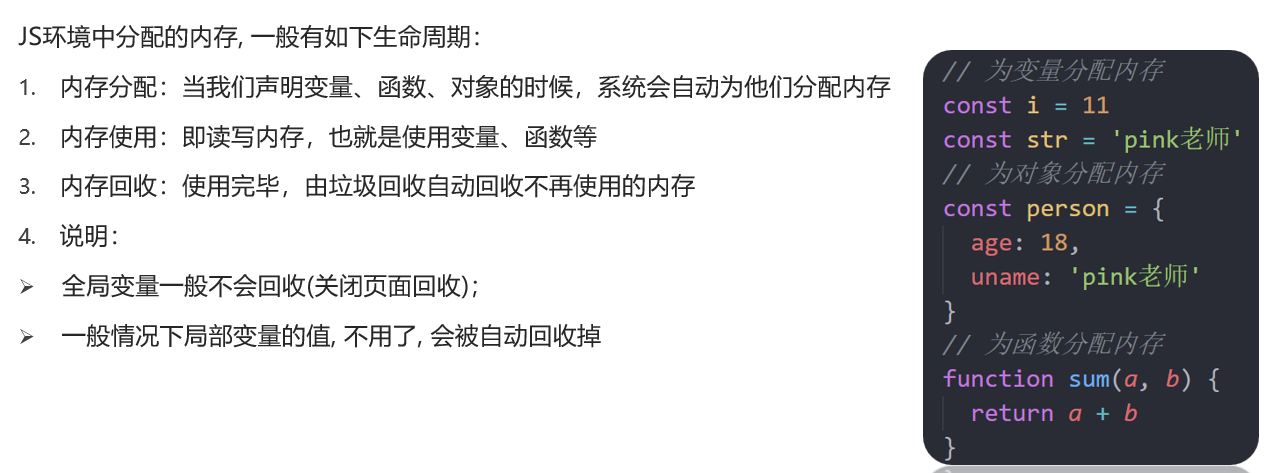 JS环境中分配的内存, 一般有如下生命周期：
1. 内存分配：当我们声明变量、函数、对象的时候，系统会自动为他们分配内存
2. 内存使用：即读写内存，也就是使用变量、函数等
3. 内存回收：使用完毕，由垃圾回收自动回收不再使用的内存
4. 说明：
➢ 全局变量一般不会回收(关闭页面回收)；
➢ 一般情况下局部变量的值, 不用了, 会被自动回收掉
// 为变量分配内存
const i = 11
const str = 'pink老师'
// 为对象分配内存
const person = {
  age: 18,
  uname: 'pink老师'
}
// 为函数分配内存
function sum(a, b) {
  return a + b
}